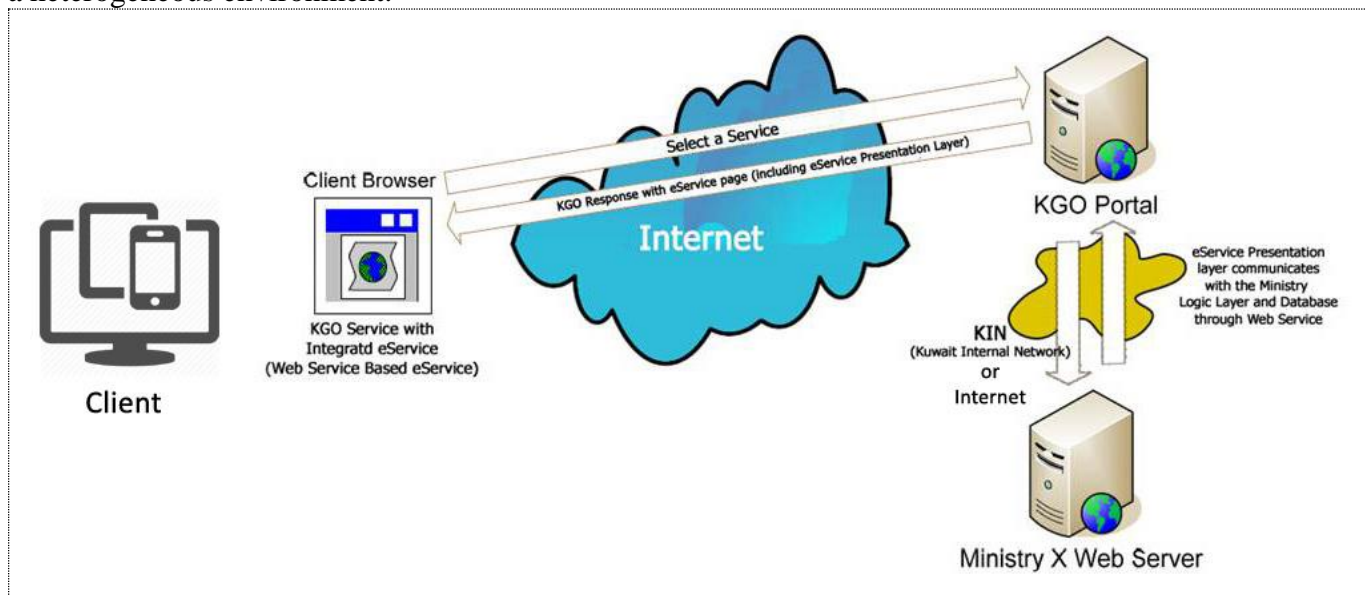 a heterogeneous environment.
Select a Service
KGO Response with eService page (including eService Presentation Layer)
Client Browser
Internet
KGO Portal
eService Presentation
layer communicates
with the Ministry
Logic Layer and Database
through Web Service
KGO Service with
Integratd eService
(Web Service Based eService)
KIN
(Kuwait Internal Network)
or
Internet
Client
Ministry X Web Server